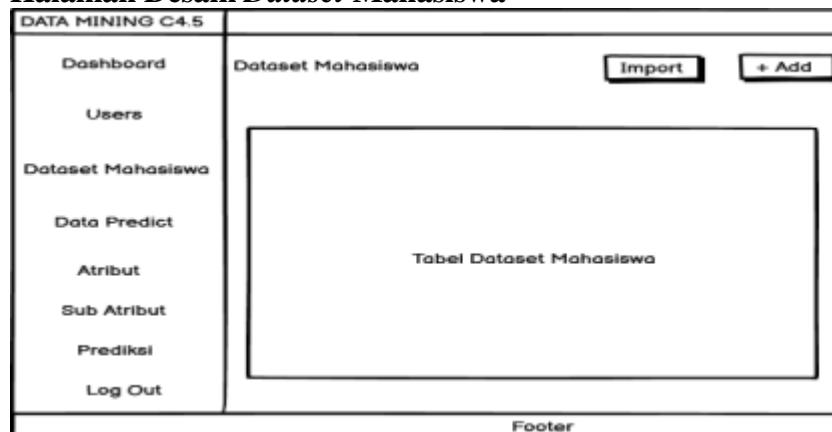 Halaman Desain Dataset Mahasiswa
DATA MINING C4.5
Dashboard
Dataset Mahasiswa
Import
+ Add
Users
Dataset Mahasiswa
Data Predict
Atribut
Sub Atribut
Prediksi
Log Out
Tabel Dataset Mahasiswa
Footer